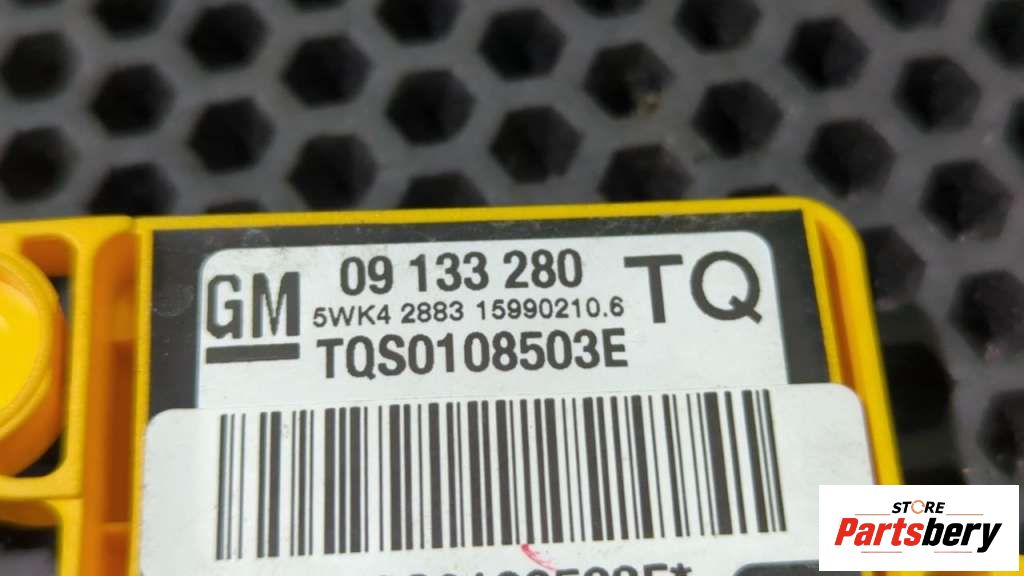 GM
09 133 280
TQ
5WK4 2883 15990210.6
TQS0108503E
STORE
Partsbery